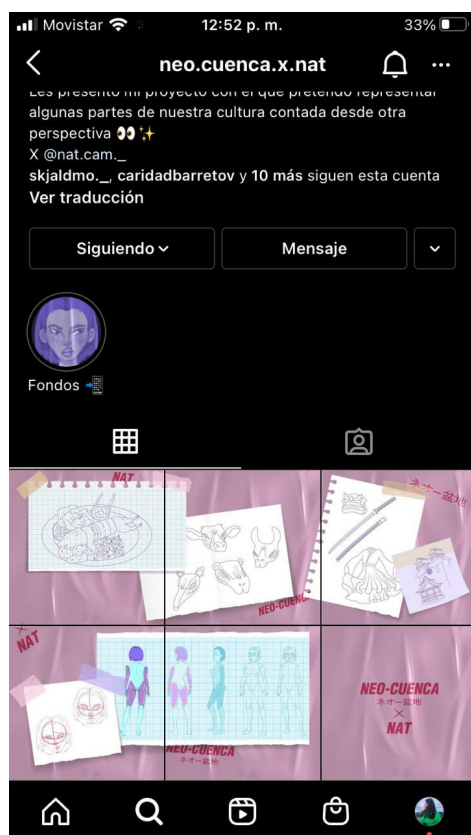 Movistar 12:52 p. m. 33%
neo.cuenca.x.nat
Les presento mi proyecto con el que pretendo representar
algunas partes de nuestra cultura contada desde otra
perspectiva 👀✨
X @nat.cam._
skjaldmo._, caridadbarretov y 10 más siguen esta cuenta
Ver traducción
Siguiendo Mensaje
Fondos 📲
NAT
ネオー盆地
NEO-CUENCA
×
NAT
NEO-CUENCA
ネオー盆地
NEO-CUENCA
ネオー盆地
×
NAT